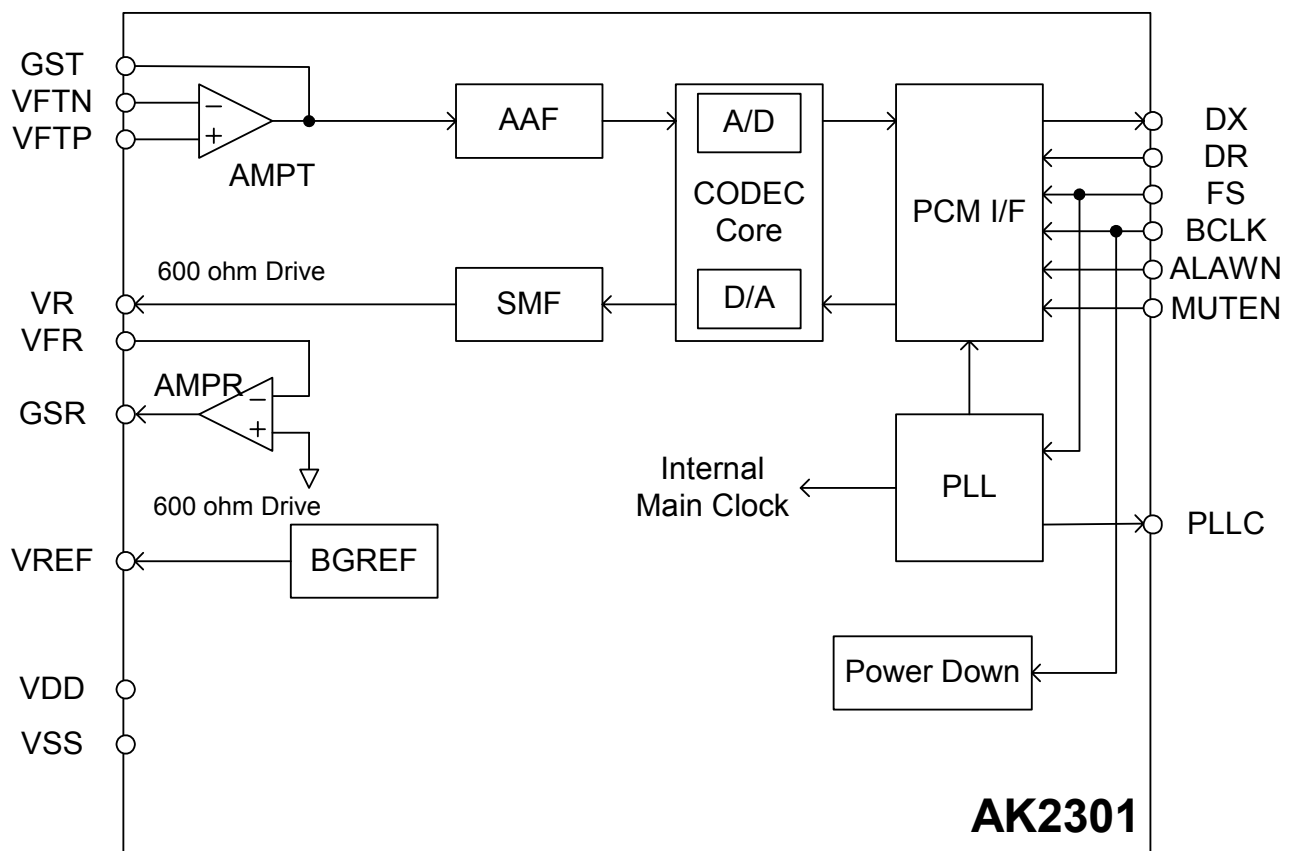 GST
VFTN
VFTP
−
+
AMPT
AAF
A/D
CODEC
Core
D/A
PCM I/F
DX
DR
FS
BCLK
ALAWN
MUTEN
600 ohm Drive
VR
SMF
VFR
AMPR
−
+
GSR
600 ohm Drive
Internal
Main Clock
PLL
PLLC
VREF
BGREF
VDD
VSS
Power Down
AK2301